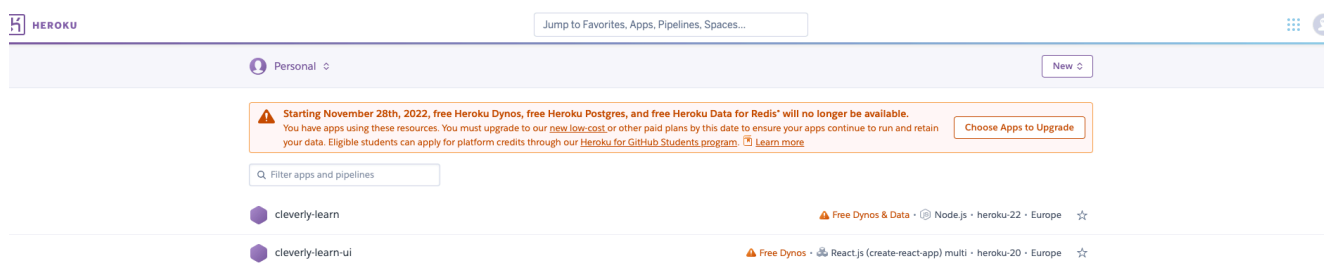 HEROKU
Jump to Favorites, Apps, Pipelines, Spaces...
Personal
New
Starting November 28th, 2022, free Heroku Dynos, free Heroku Postgres, and free Heroku Data for Redis* will no longer be available.
You have apps using these resources. You must upgrade to our new low-cost or other paid plans by this date to ensure your apps continue to run and retain
your data. Eligible students can apply for platform credits through our Heroku for GitHub Students program. Learn more
Choose Apps to Upgrade
Filter apps and pipelines
cleverly-learn
Free Dynos & Data · Node.js · heroku-22 · Europe
cleverly-learn-ui
Free Dynos · React.js (create-react-app) multi · heroku-20 · Europe